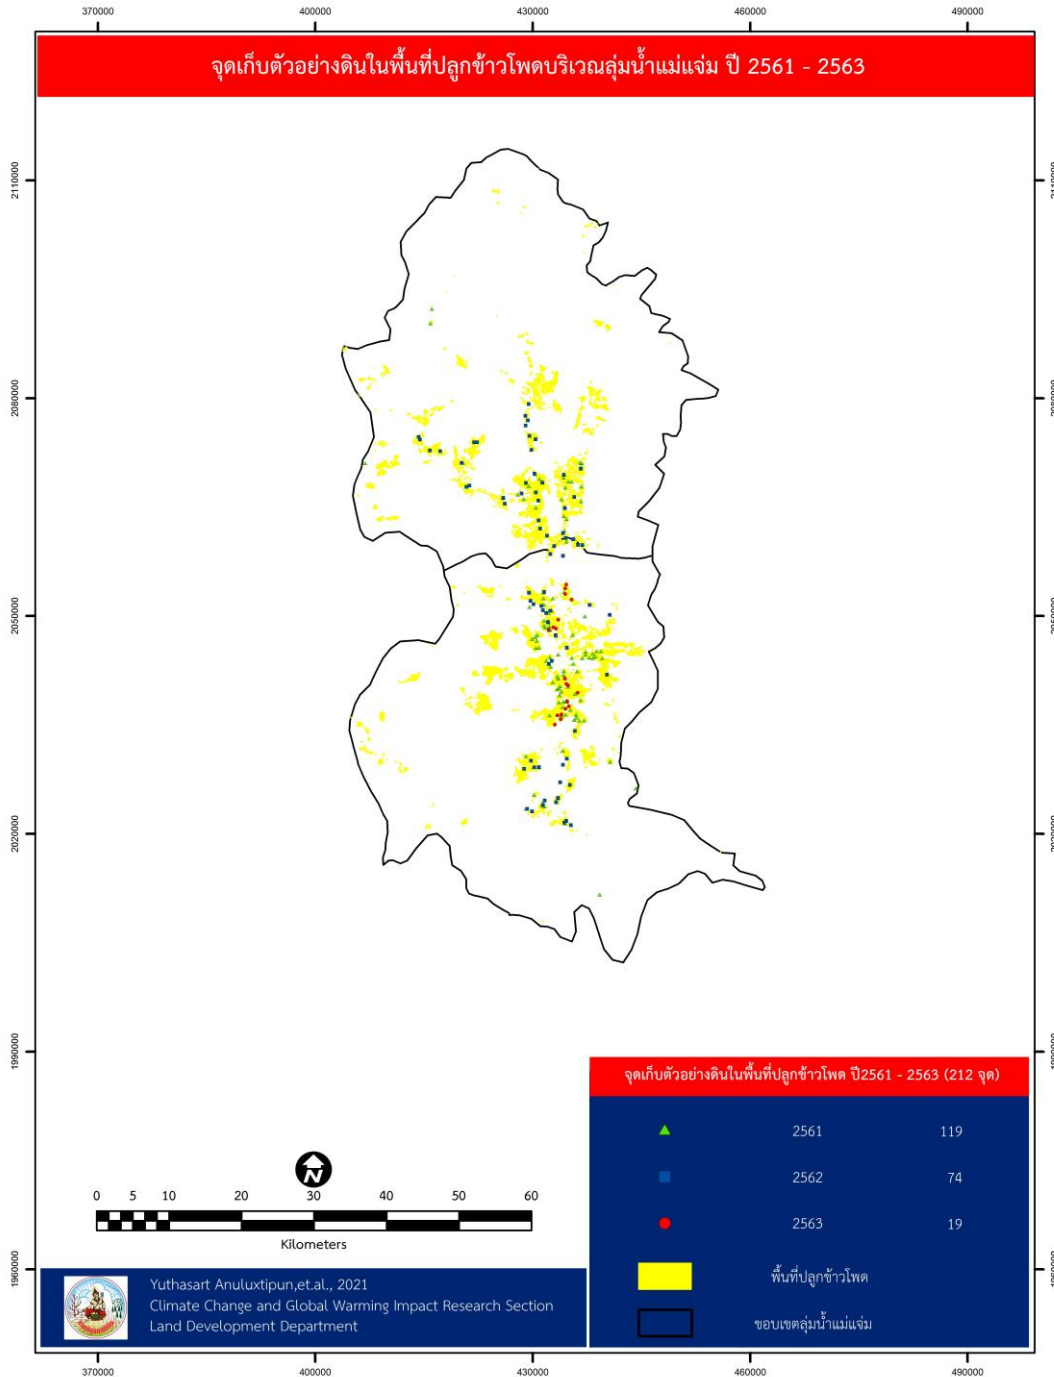 370000 400000 430000 460000 490000
จุดเก็บตัวอย่างดินในพื้นที่ปลูกข้าวโพดบริเวณลุ่มน้ำแม่แจ่ม ปี 2561 - 2563
2110000 2110000
2080000 2080000
2050000 2050000
2020000 2020000
1990000 1990000
จุดเก็บตัวอย่างดินในพื้นที่ปลูกข้าวโพด ปี2561 - 2563 (212 จุด)
2561 119
2562 74
2563 19
พื้นที่ปลูกข้าวโพด
ขอบเขตลุ่มน้ำแม่แจ่ม
N
0 5 10 20 30 40 50 60
Kilometers
1960000 1960000
Yuthasart Anuluxtipun,et.al., 2021
Climate Change and Global Warming Impact Research Section
Land Development Department
370000 400000 430000 460000 490000